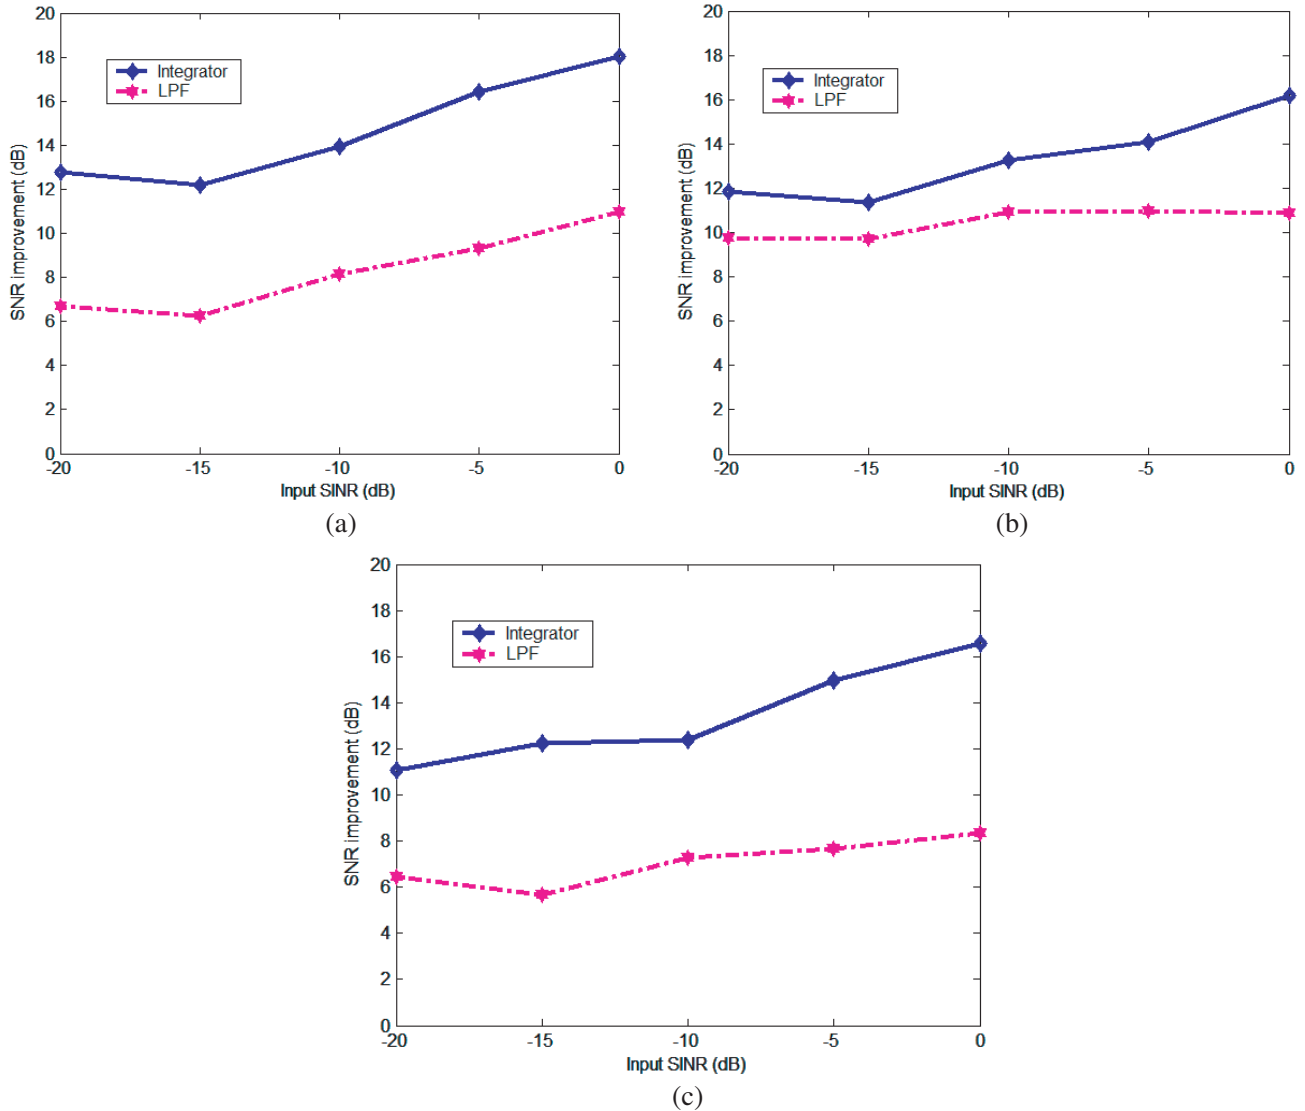 20
18
16
14
12
10
8
6
4
2
0
SNR improvement (dB)
Integrator
LPF
-20 -15 -10 -5 0
Input SINR (dB)
(a)
20
18
16
14
12
10
8
6
4
2
0
SNR improvement (dB)
Integrator
LPF
-20 -15 -10 -5 0
Input SINR (dB)
(b)
20
18
16
14
12
10
8
6
4
2
0
SNR improvement (dB)
Integrator
LPF
-20 -15 -10 -5 0
Input SINR (dB)
(c)